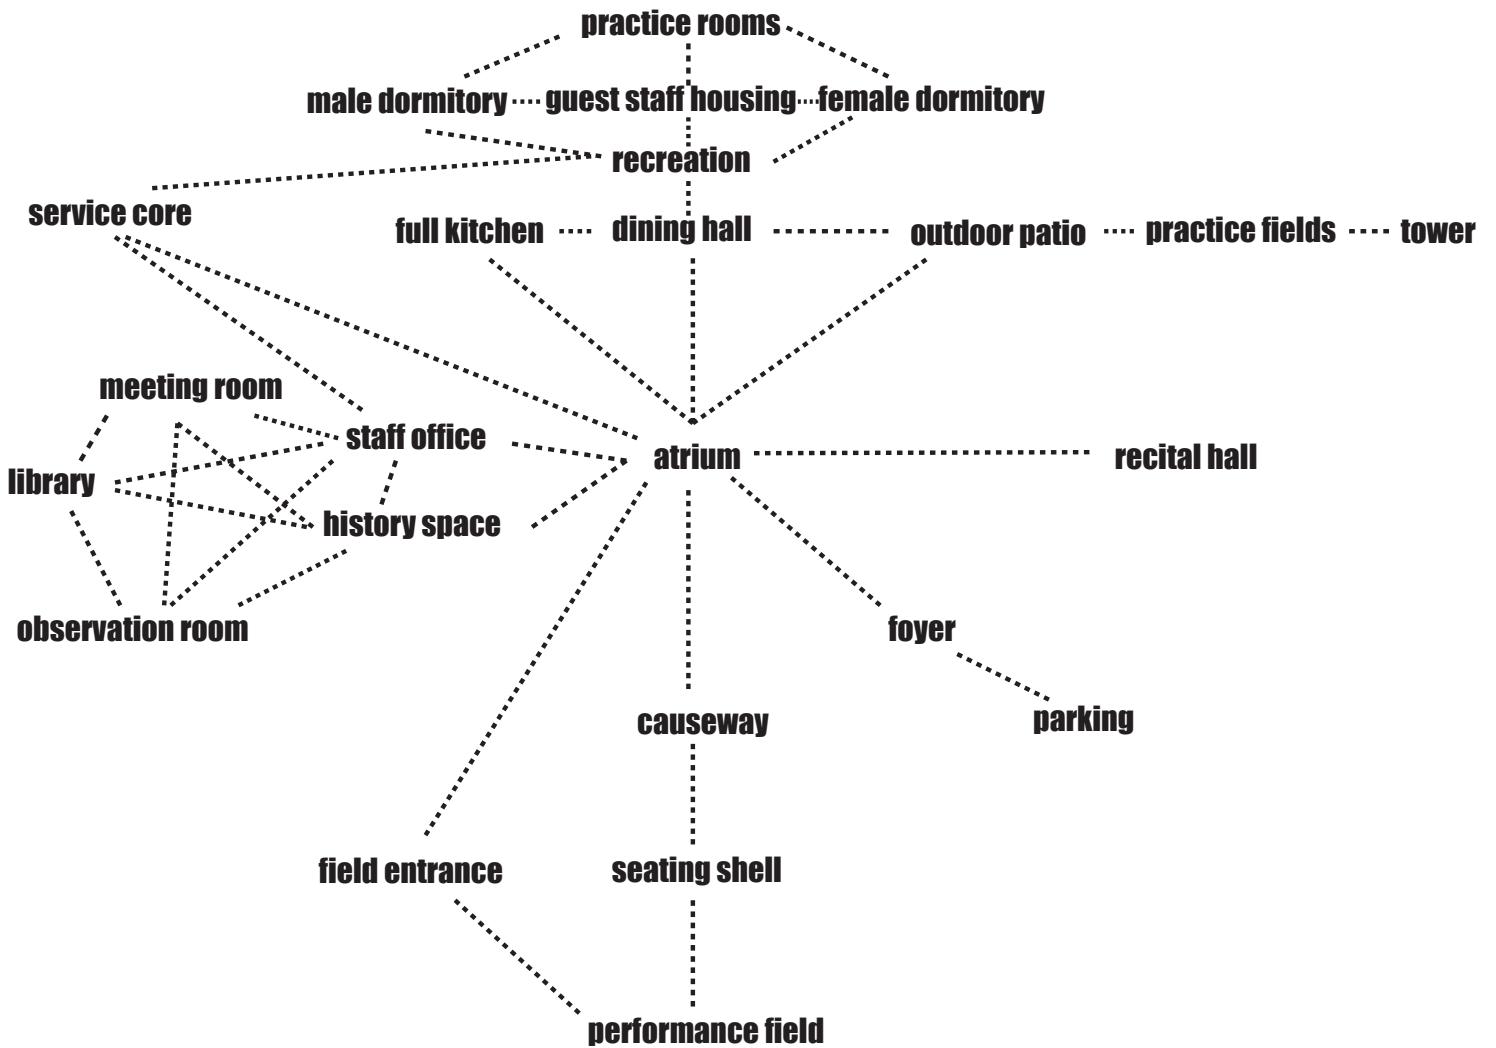 practice rooms
male dormitory
guest staff housing
female dormitory
recreation
service core
full kitchen
dining hall
outdoor patio
practice fields
tower
meeting room
staff office
atrium
recital hall
library
history space
observation room
foyer
causeway
parking
field entrance
seating shell
performance field